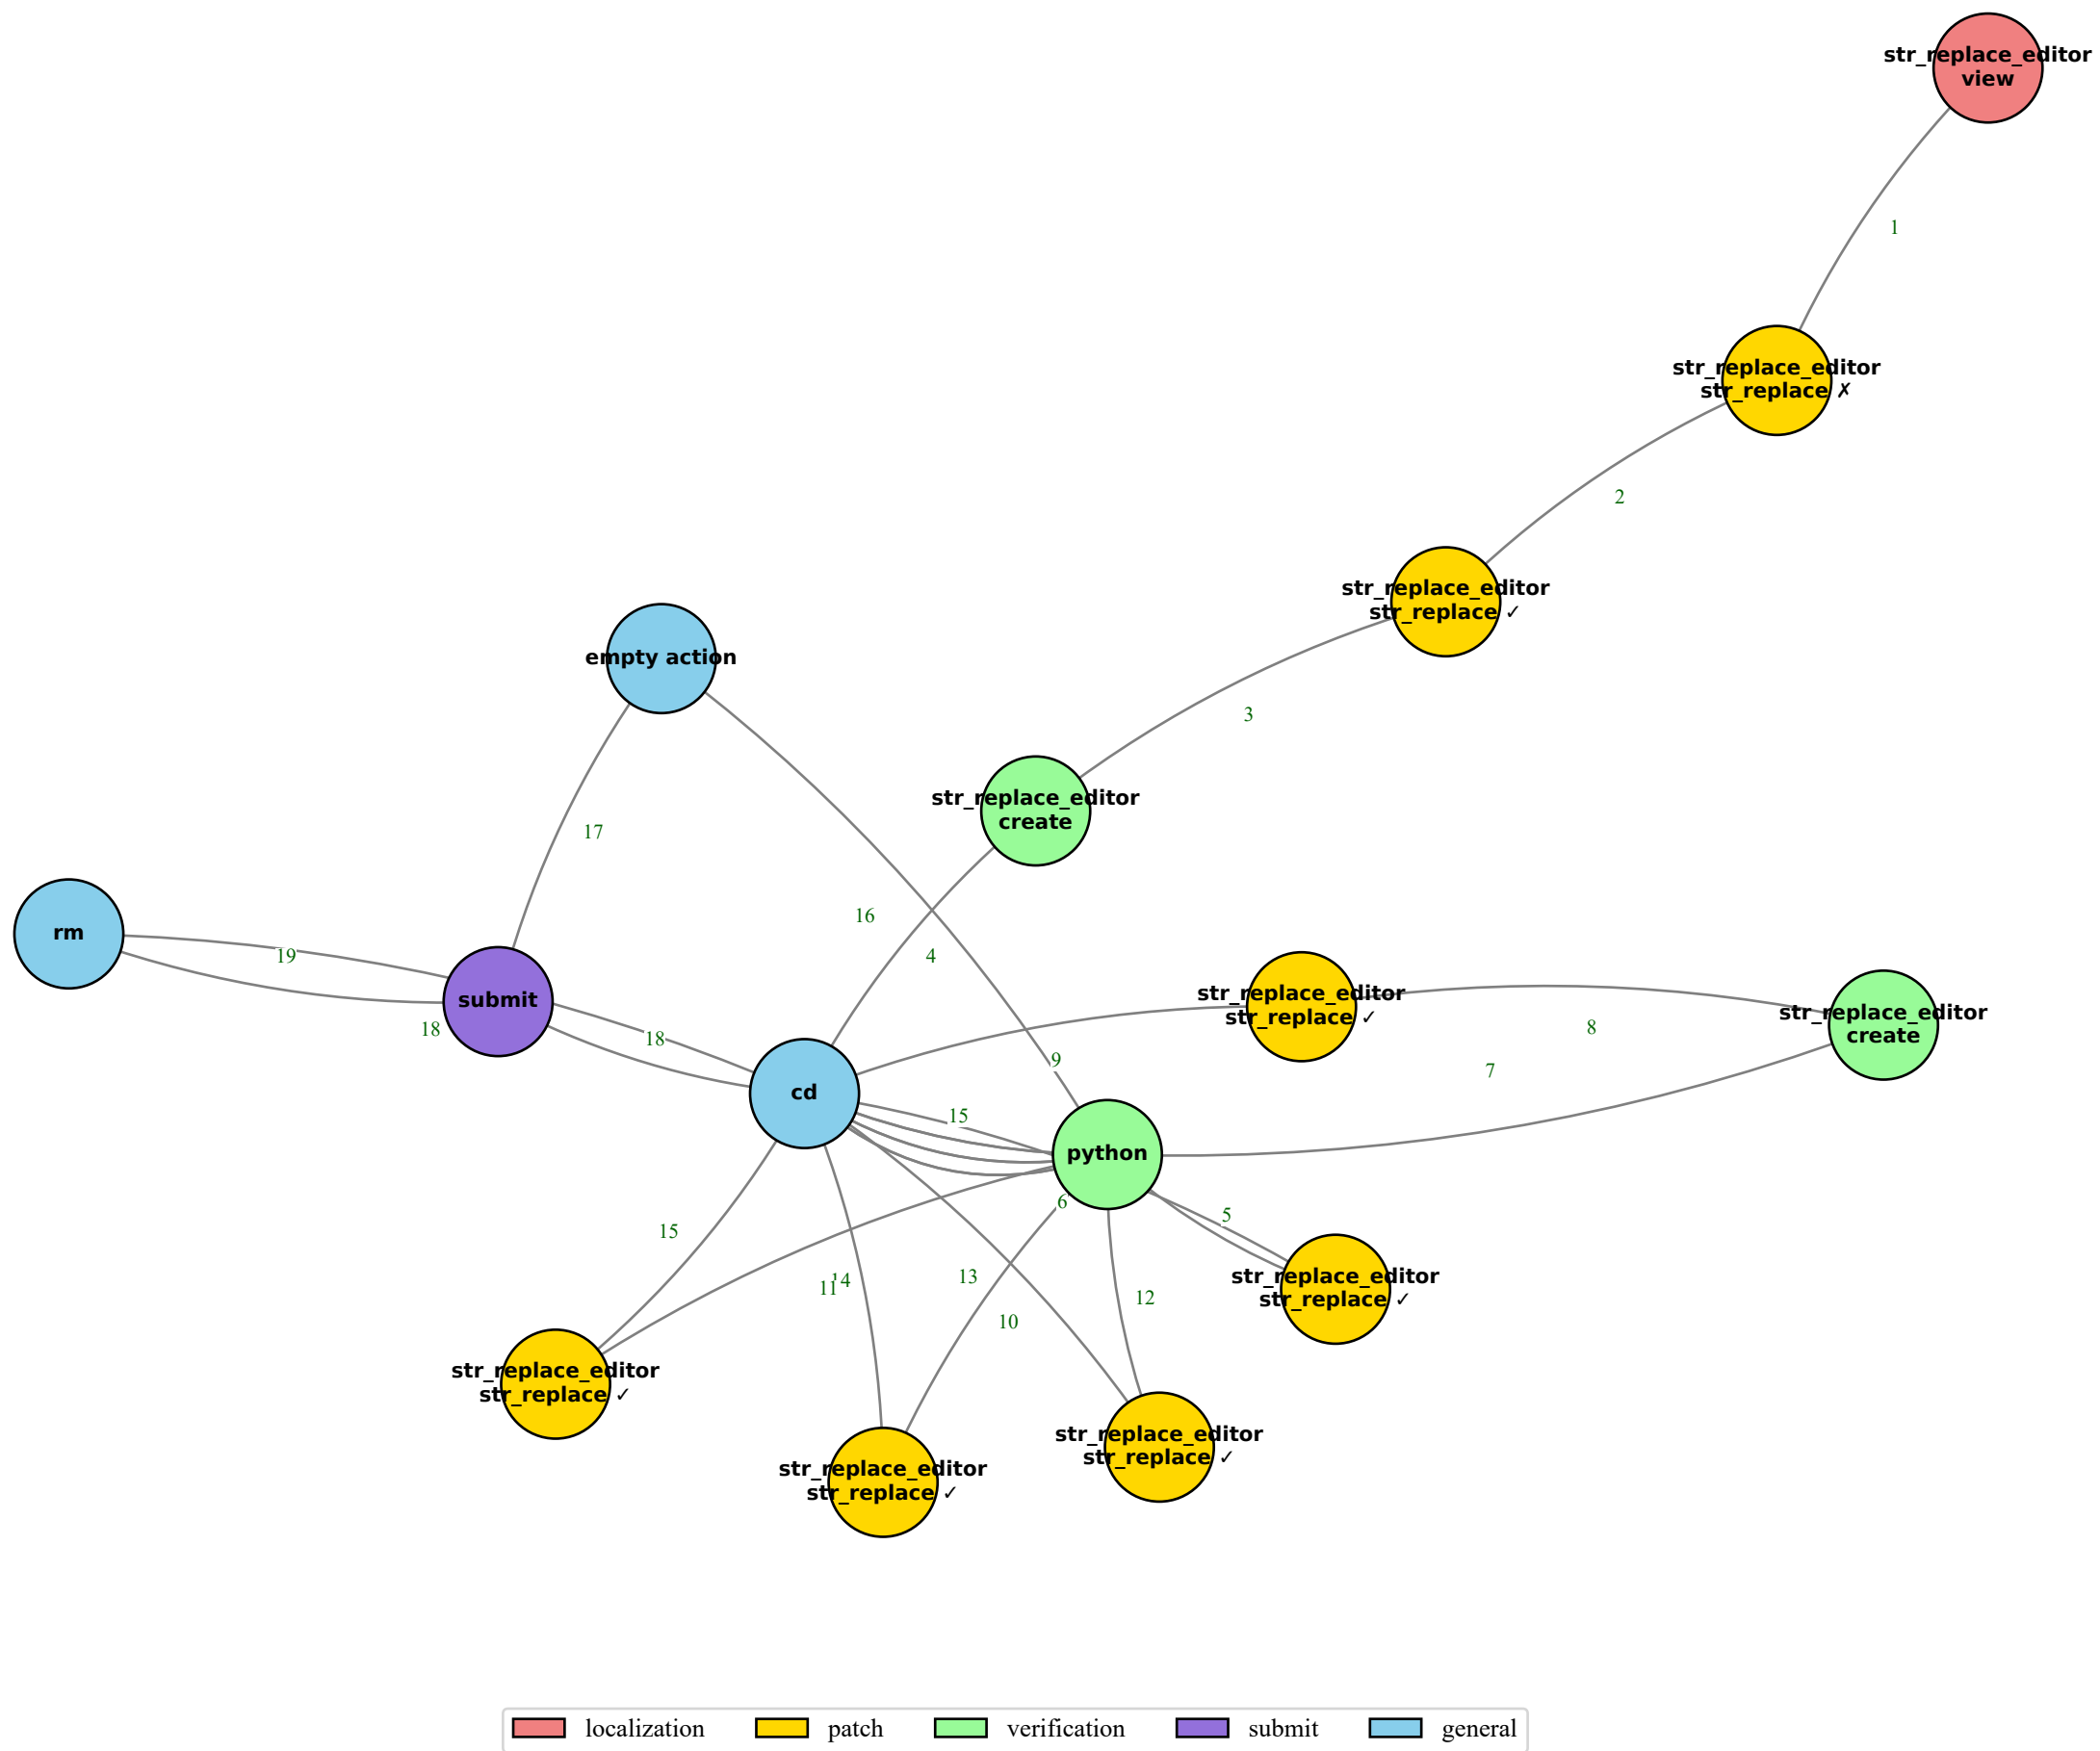 str_replace_editor
view
1
str_replace_editor
str_replace ✗
2
str_replace_editor
str_replace ✓
empty action
3
str_replace_editor
create
17
16
4
rm
19
submit
18
18
str_replace_editor
str_replace ✓
8
str_replace_editor
create
9
7
cd
15
python
6
5
15
13
14
11
12
10
str_replace_editor
str_replace ✓
str_replace_editor
str_replace ✓
str_replace_editor
str_replace ✓
str_replace_editor
str_replace ✓
localization
patch
verification
submit
general